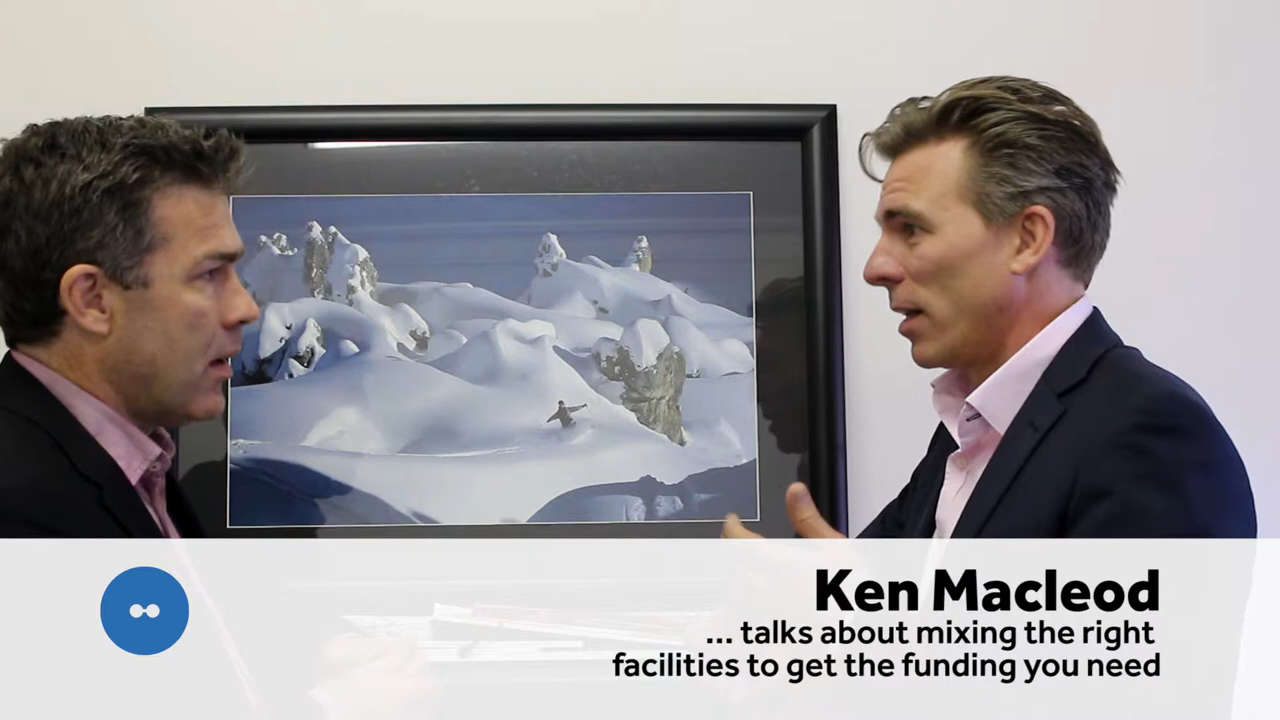 Ken Macleod
... talks about mixing the right
facilities to get the funding you need